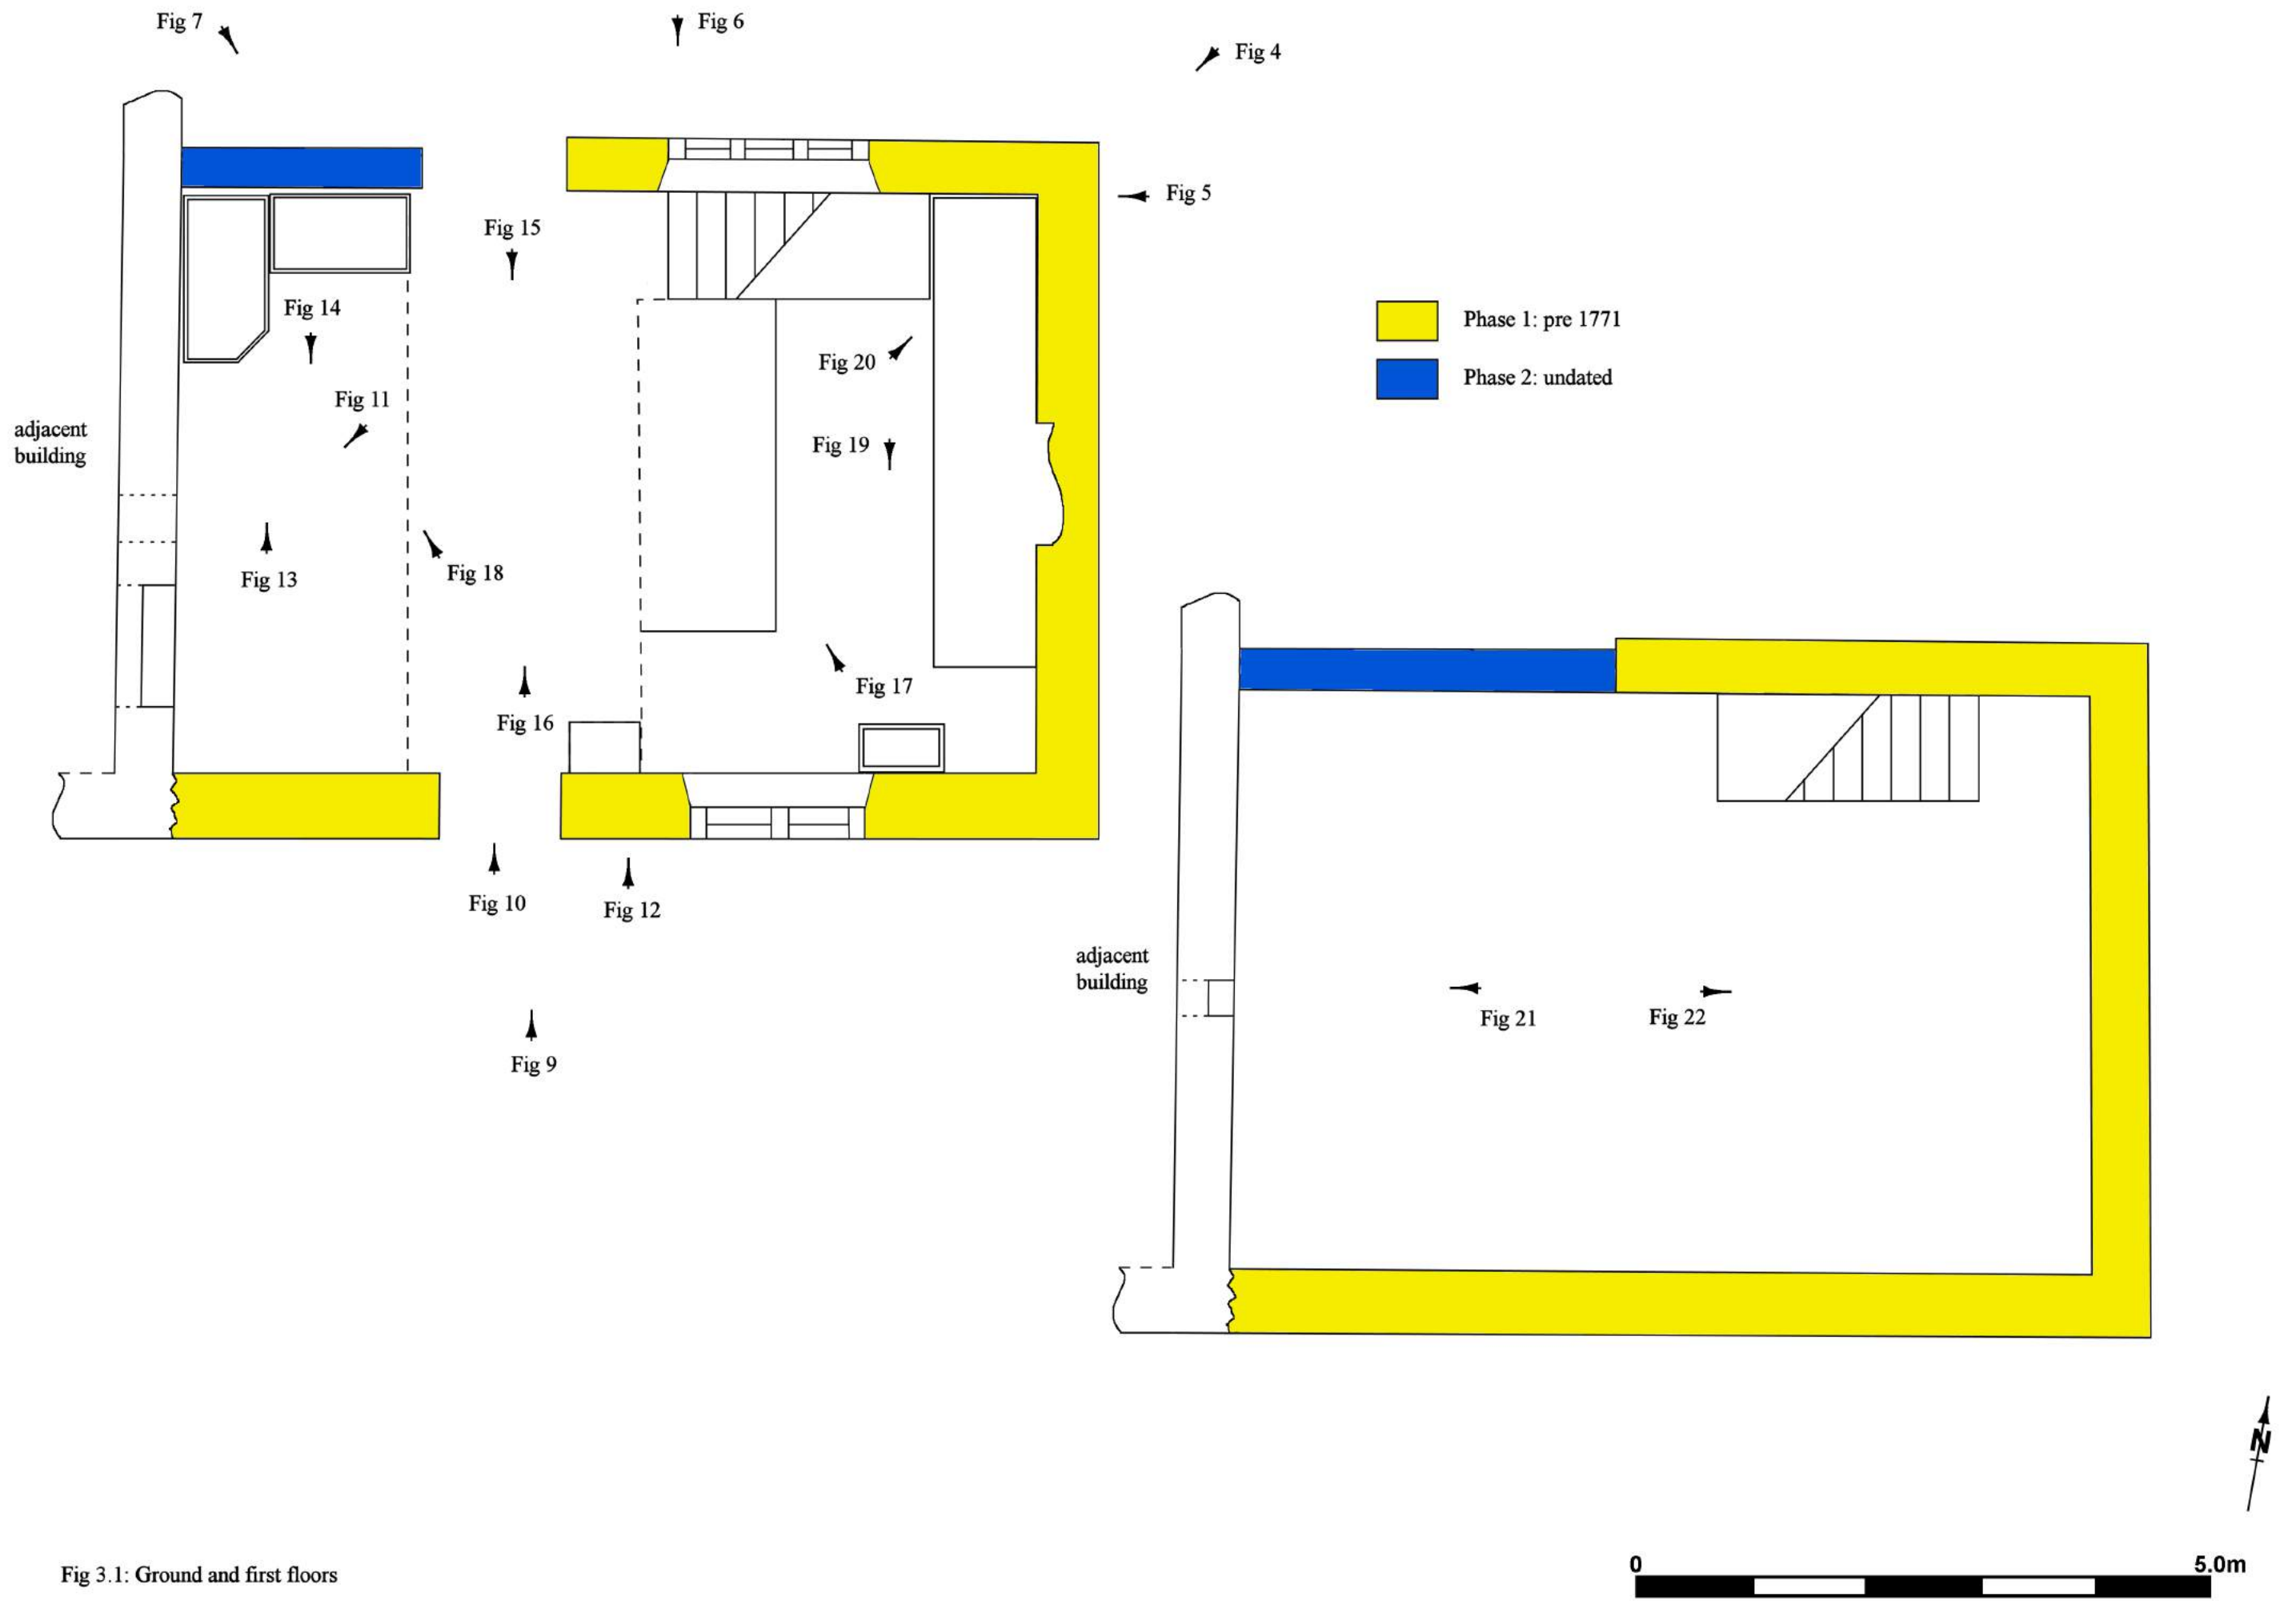 Fig 7
Fig 6
Fig 4
Fig 5
Fig 15
Fig 14
Phase 1: pre 1771
Fig 20
Phase 2: undated
Fig 11
adjacent
building
Fig 19
Fig 13
Fig 18
Fig 17
Fig 16
Fig 10
Fig 12
adjacent
building
Fig 21
Fig 22
Fig 9
N
Fig 3.1: Ground and first floors
0 5.0m